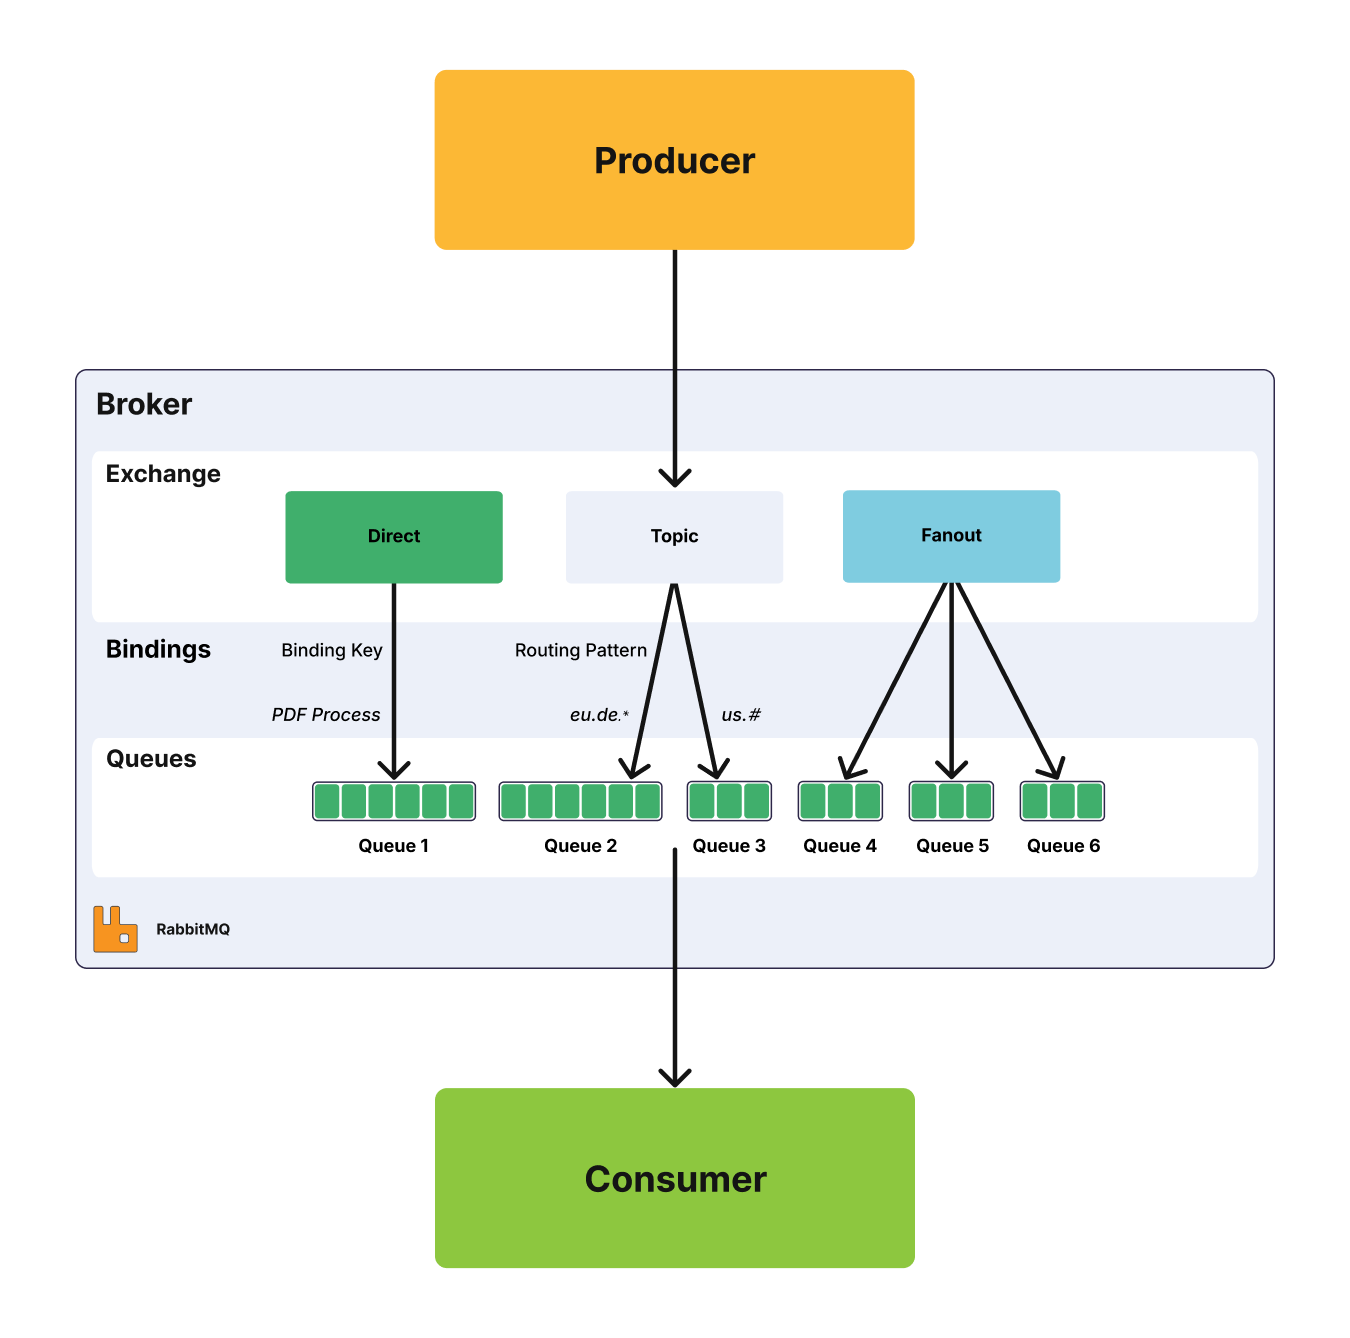 Producer
Broker
Exchange
Direct
Topic
Fanout
Bindings
Binding Key
Routing Pattern
PDF Process
eu.de.*
us.#
Queues
Queue 1
Queue 2
Queue 3
Queue 4
Queue 5
Queue 6
RabbitMQ
Consumer